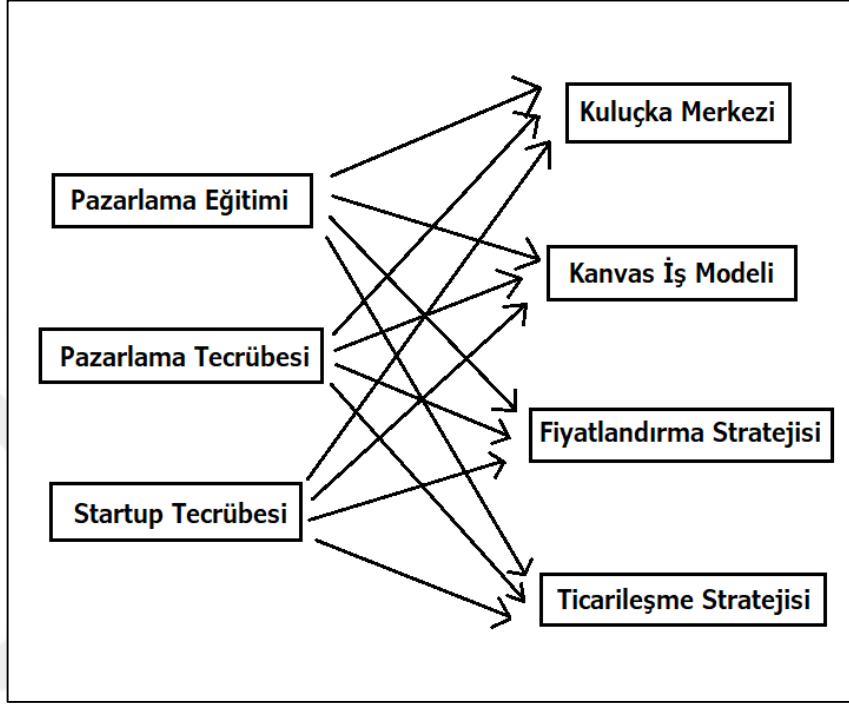 Kuluçka Merkezi
Pazarlama Eğitimi
Kanvas İş Modeli
Pazarlama Tecrübesi
Fiyatlandırma Stratejisi
Startup Tecrübesi
Ticarileşme Stratejisi